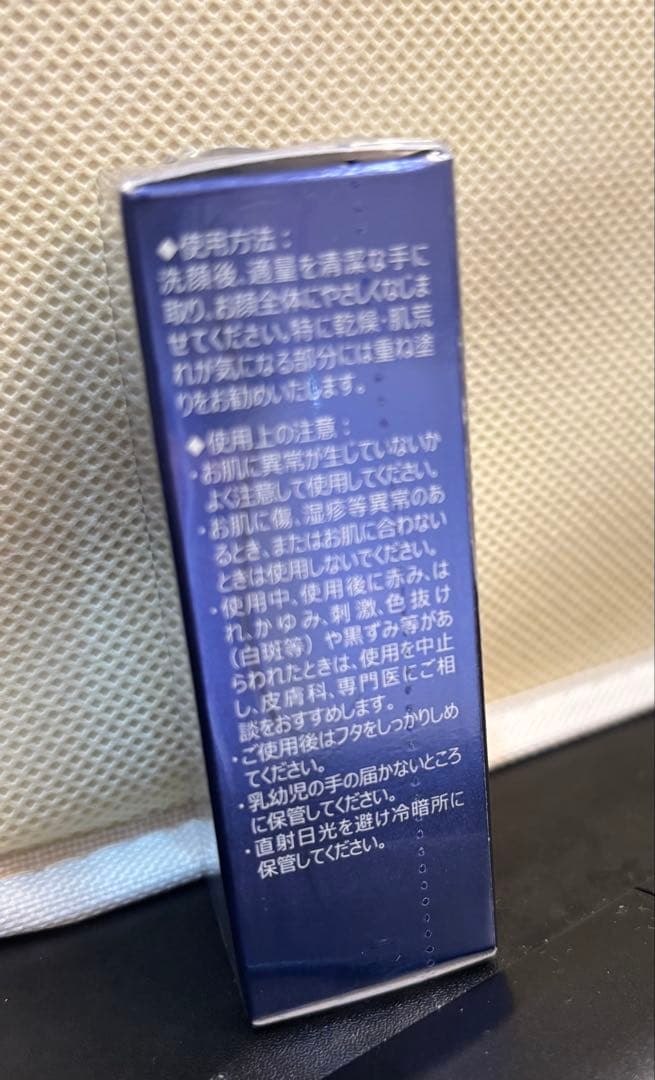 ◆使用方法：
洗顔後、適量を清潔な手に
取り、お顔全体にやさしくなじま
せてください。特に乾燥・肌荒
れが気になる部分には重ね塗
りをお勧めいたします。
◆使用上の注意：
・お肌に異常が生じていないか
よく注意して使用してください。
・お肌に傷、湿疹等異常のあ
るとき、またはお肌に合わない
ときは使用しないでください。
・使用中、使用後に赤み、は
れ、かゆみ、刺激、色抜け
（白斑等）や黒ずみ等があ
らわれたときは、使用を中止
し、皮膚科、専門医にご相
談をおすすめします。
・ご使用後はフタをしっかりしめ
てください。
・乳幼児の手の届かないところ
に保管してください。
・直射日光を避け冷暗所に
保管してください。